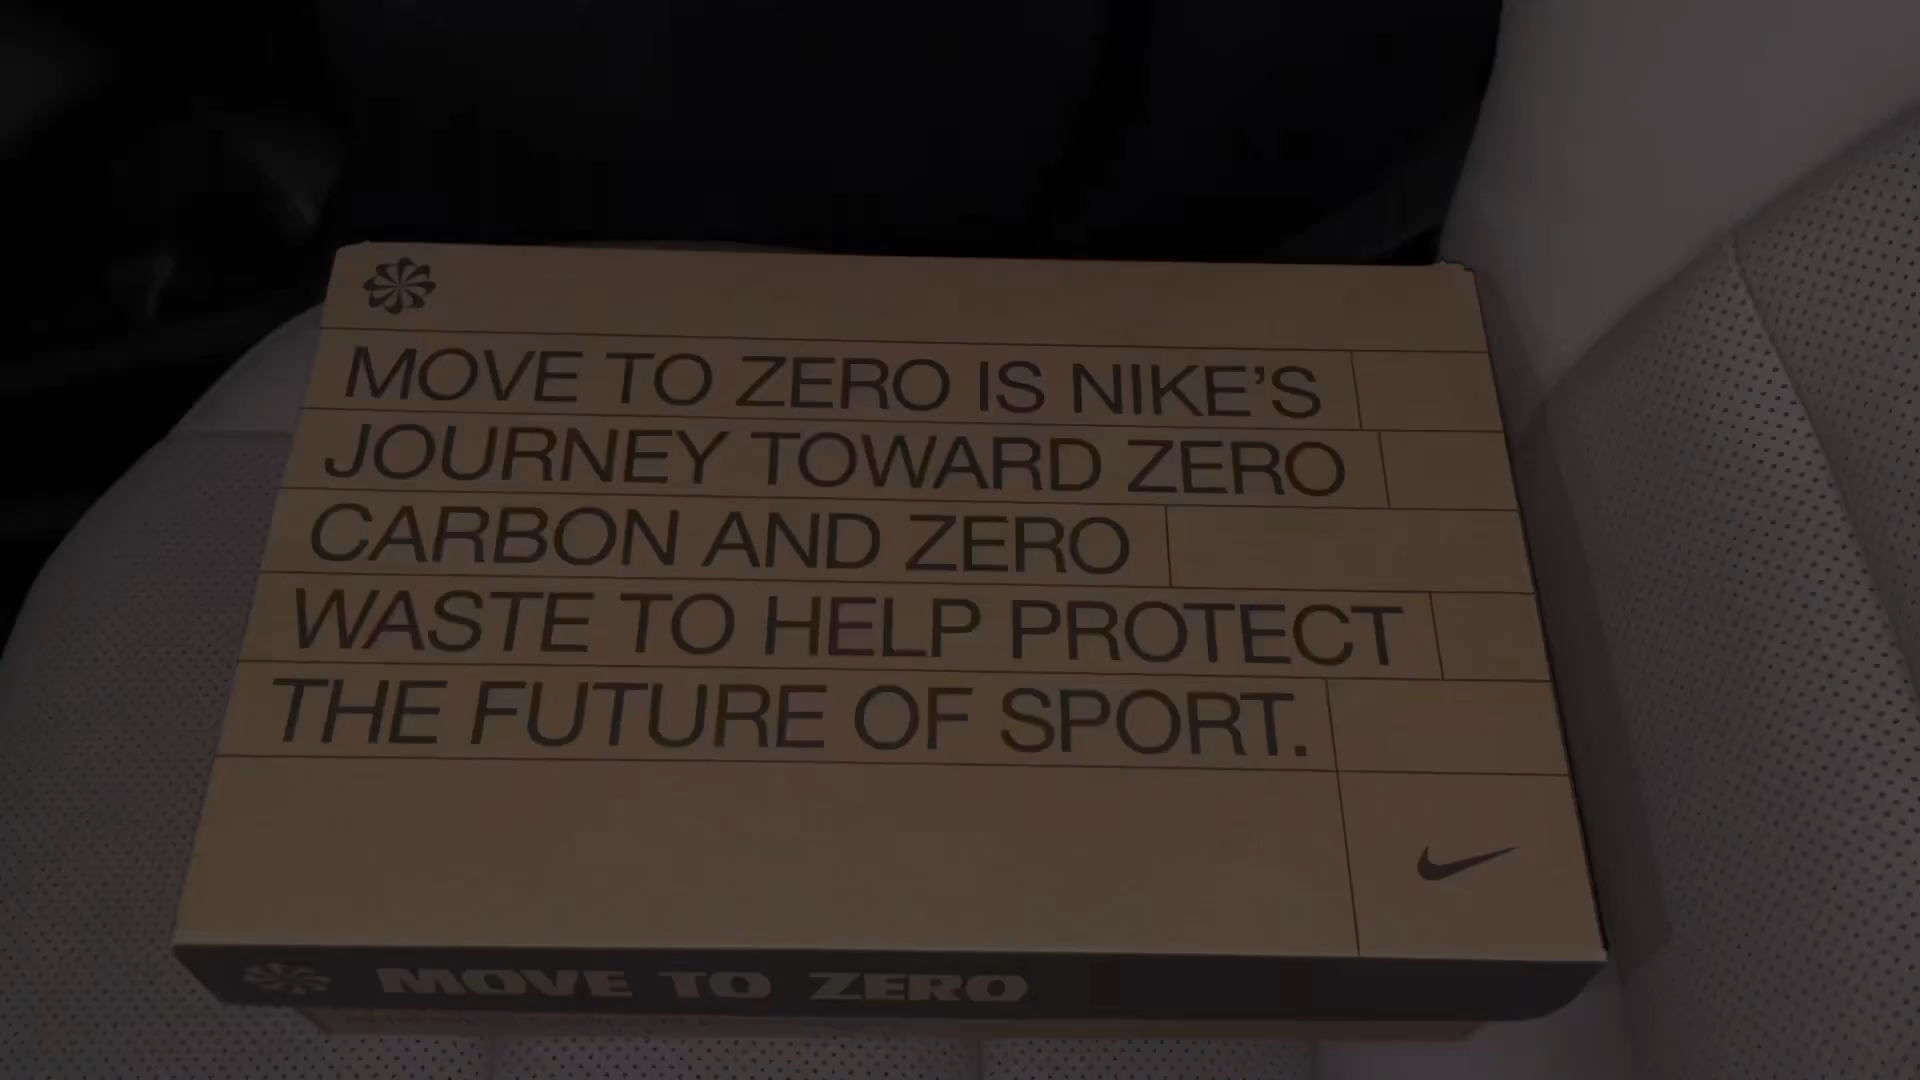 MOVE TO ZERO IS NIKE’S
JOURNEY TOWARD ZERO
CARBON AND ZERO
WASTE TO HELP PROTECT
THE FUTURE OF SPORT.
MOVE TO ZERO